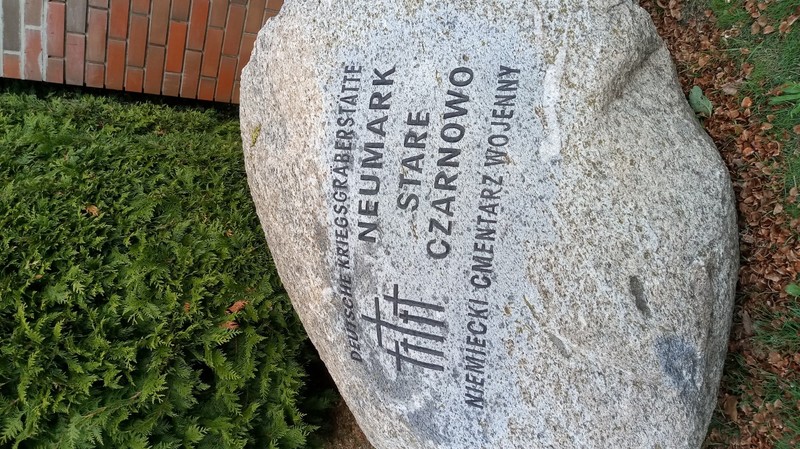 DEUTSCHE KRIEGSGRÄBERSTÄTTE
NEUMARK
STARE
CZARNOWO
NIEMIECKI CMENTARZ WOJENNY